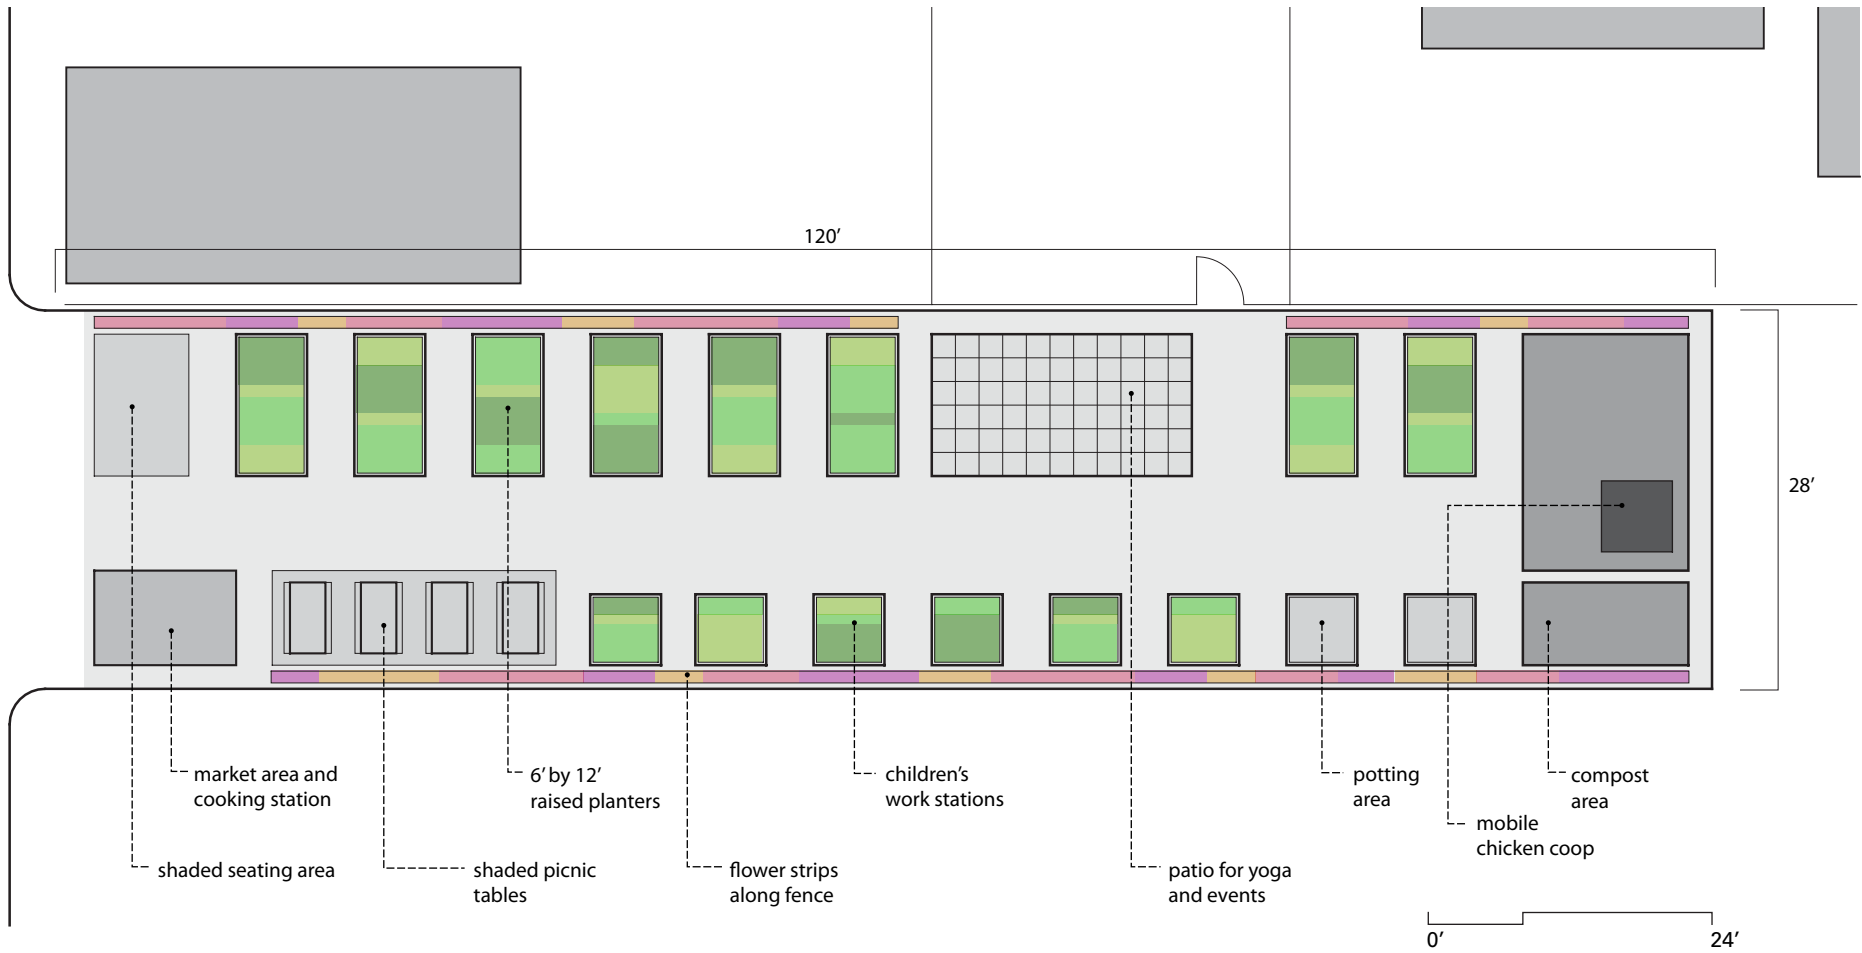 120′
28′
market area and
cooking station
6′ by 12′
raised planters
children's
work stations
potting
area
compost
area
mobile
chicken coop
shaded seating area
shaded picnic
tables
flower strips
along fence
patio for yoga
and events
0′
24′